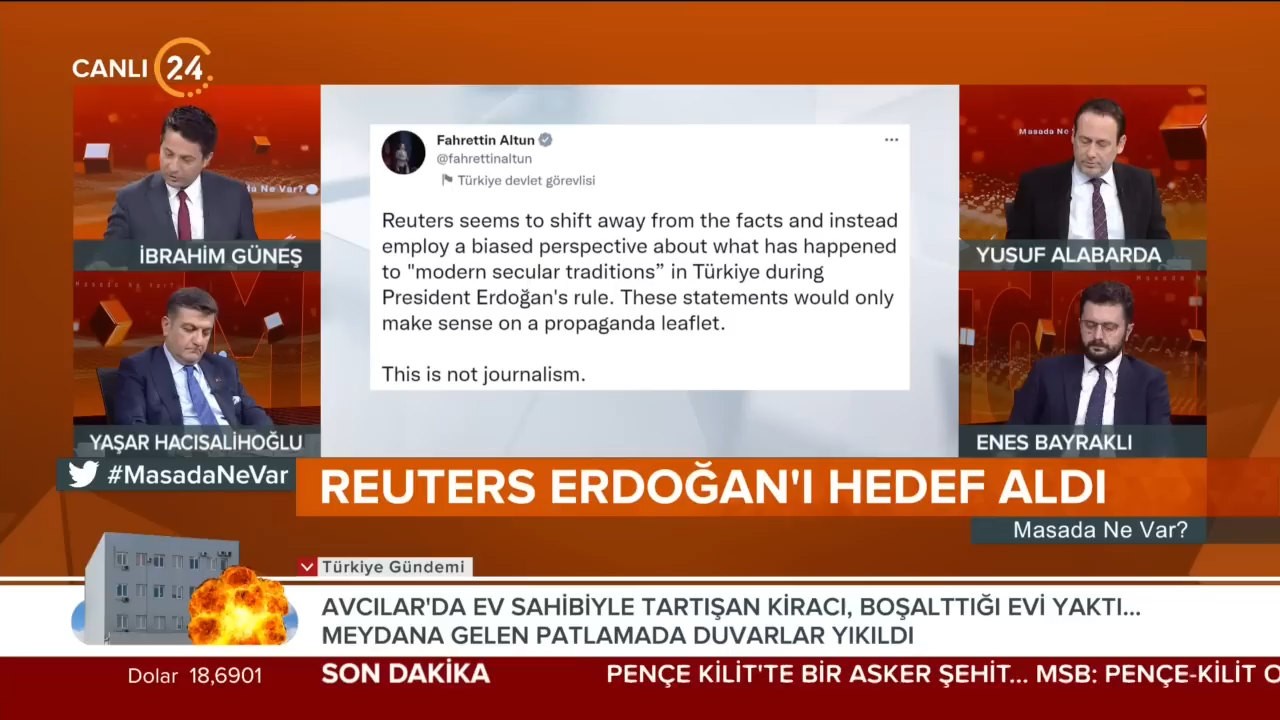 CANLI 24
Masada Ne
da Ne Var?
İBRAHİM GÜNEŞ
YUSUF ALABARDA
Fahrettin Altun
@fahrettinaltun
Türkiye devlet görevlisi
Reuters seems to shift away from the facts and instead
employ a biased perspective about what has happened
to "modern secular traditions” in Türkiye during
President Erdoğan's rule. These statements would only
make sense on a propaganda leaflet.
This is not journalism.
YAŞAR HACISALİHOĞLU
ENES BAYRAKLI
#MasadaNeVar
REUTERS ERDOĞAN'I HEDEF ALDI
Masada Ne Var?
Türkiye Gündemi
AVCILAR'DA EV SAHİBİYLE TARTIŞAN KİRACI, BOŞALTTIĞI EVİ YAKTI...
MEYDANA GELEN PATLAMADA DUVARLAR YIKILDI
Dolar 18,6901
SON DAKİKA
PENÇE KİLİT'TE BİR ASKER ŞEHİT... MSB: PENÇE-KİLİT O